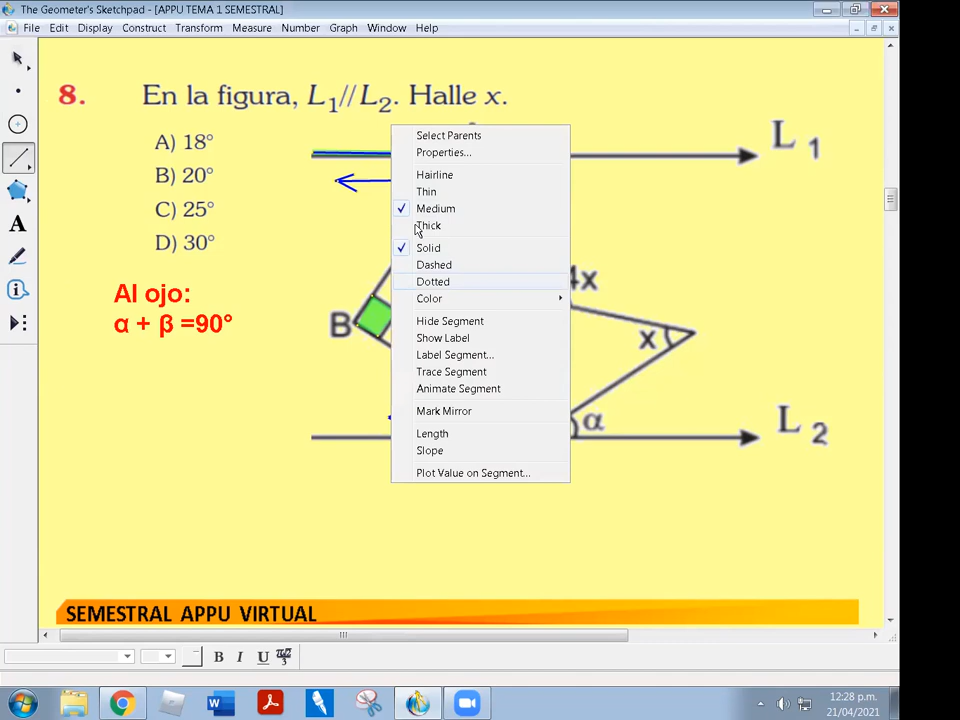 The Geometer's Sketchpad - [APPU TEMA 1 SEMESTRAL]
File Edit Display Construct Transform Measure Number Graph Window Help
8. En la figura, L1//L2. Halle x.
A) 18°
B) 20°
C) 25°
D) 30°
Al ojo:
α + β =90°
L 1
Select Parents
Properties...
Hairline
Thin
Medium
Thick
Solid
Dashed
Dotted
Color
Hide Segment
Show Label
Label Segment...
Trace Segment
Animate Segment
Mark Mirror
Length
Slope
Plot Value on Segment...
4x
B
x
α
L 2
SEMESTRAL APPU VIRTUAL
B I U
12:28 p.m.
21/04/2021